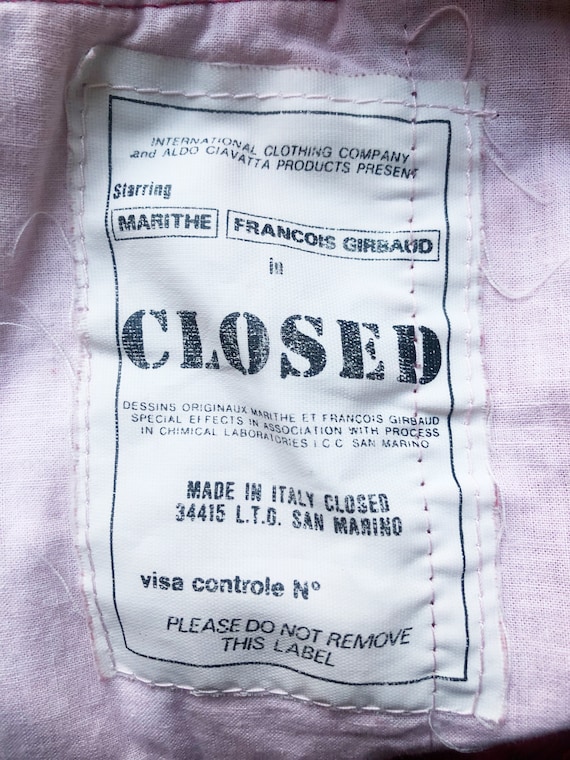 INTERNATIONAL CLOTHING COMPANY
and ALDO CIAVATTA PRODUCTS PRESENT
Starring
MARITHE FRANCOIS GIRBAUD
in
CLOSED
DESSINS ORIGINAUX MARITHE ET FRANÇOIS GIRBAUD
SPECIAL EFFECTS IN ASSOCIATION WITH PROCESS
IN CHIMICAL LABORATORIES I.C.C SAN MARINO
MADE IN ITALY CLOSED
34415 L.T.D. SAN MARINO
visa controle N°
PLEASE DO NOT REMOVE
THIS LABEL